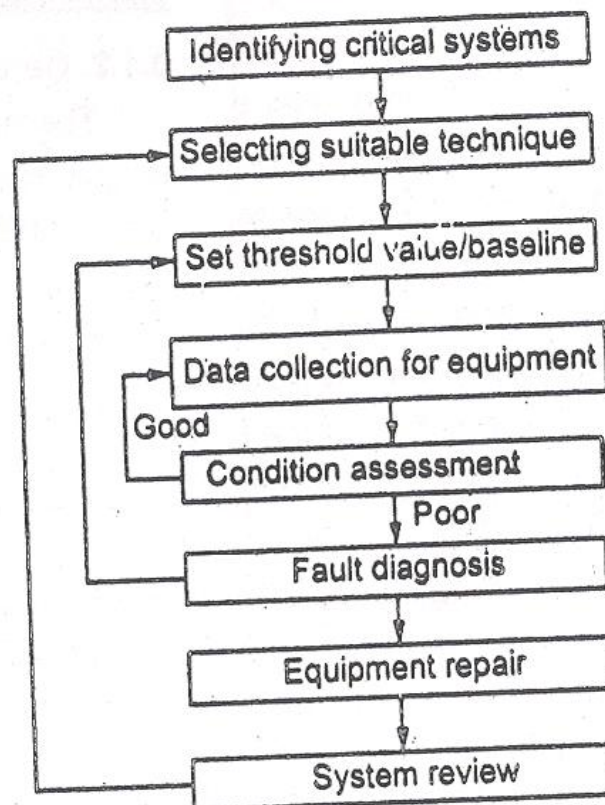 Identifying critical systems
Selecting suitable technique
Set threshold value/baseline
Data collection for equipment
Good
Condition assessment
Poor
Fault diagnosis
Equipment repair
System review